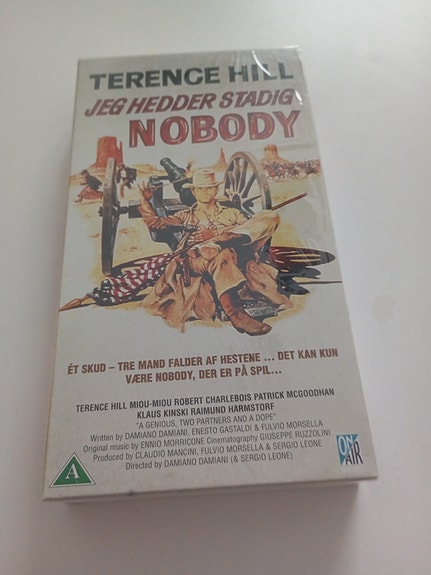 TERENCE HILL
JEG HEDDER STADIG
NOBODY
ÉT SKUD – TRE MAND FALDER AF HESTENE ... DET KAN KUN
VÆRE NOBODY, DER ER PÅ SPIL...
TERENCE HILL MIOU-MIOU ROBERT CHARLEBOIS PATRICK MCGOODHAN
KLAUS KINSKI RAIMUND HARMSTORF
"A GENIOUS, TWO PARTNERS AND A DOPE"
Written by DAMIANO DAMIANI, ENESTO GASTALDI & FULVIO MORSELLA
Original music by ENNIO MORRICONE Cinematography GIUSEPPE RUZZOLINI
Produced by CLAUDIO MANCINI, FULVIO MORSELLA & SERGIO LEONE
Directed by DAMIANO DAMIANI (& SERGIO LEONE)
A
ON
AIR